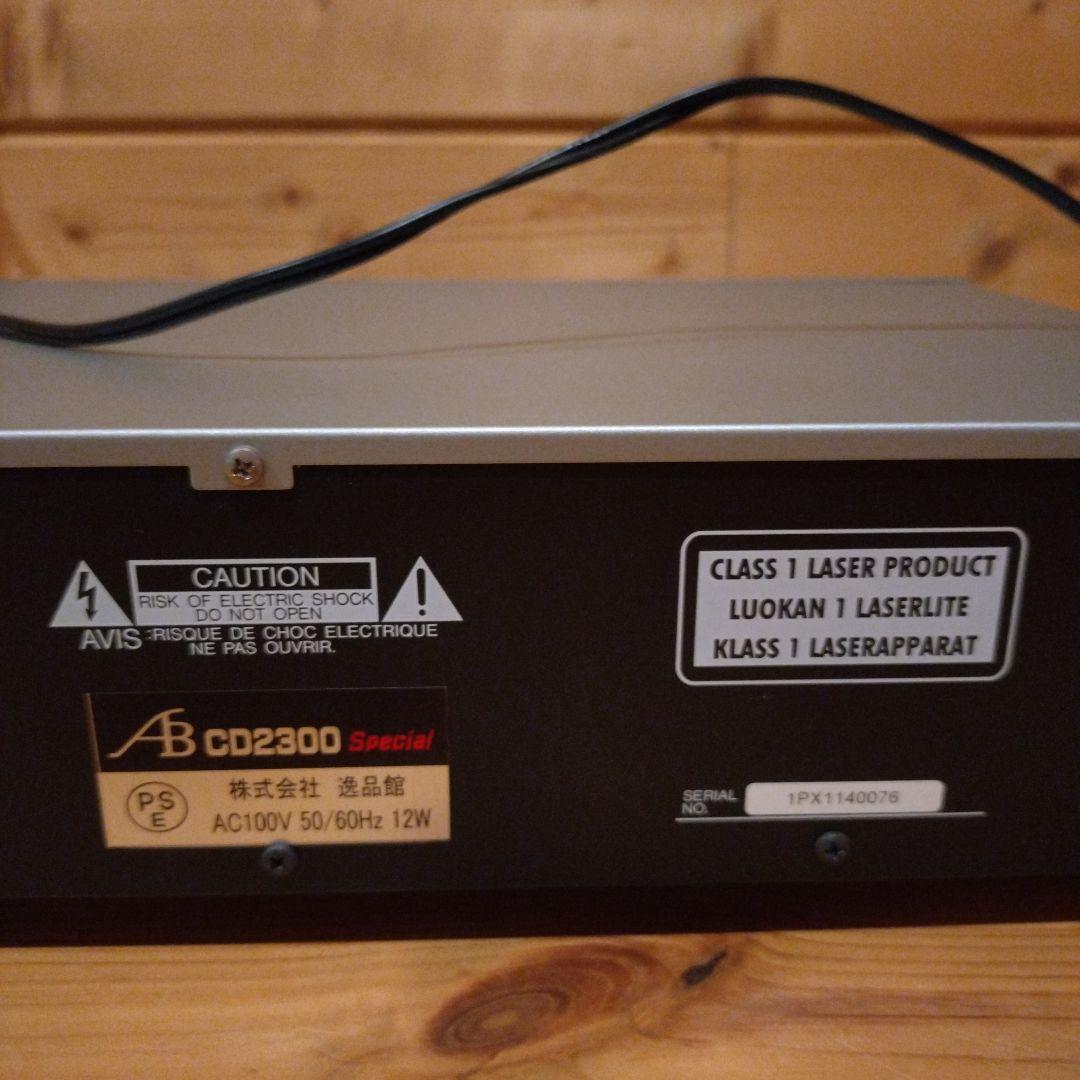 CAUTION
RISK OF ELECTRIC SHOCK
DO NOT OPEN
AVIS :RISQUE DE CHOC ELECTRIQUE
NE PAS OUVRIR.
CLASS 1 LASER PRODUCT
LUOKAN 1 LASERLITE
KLASS 1 LASERAPPARAT
AB CD2300 Special
PS
E
株式会社 逸品館
AC100V 50/60Hz 12W
SERIAL
NO.
1PX1140076